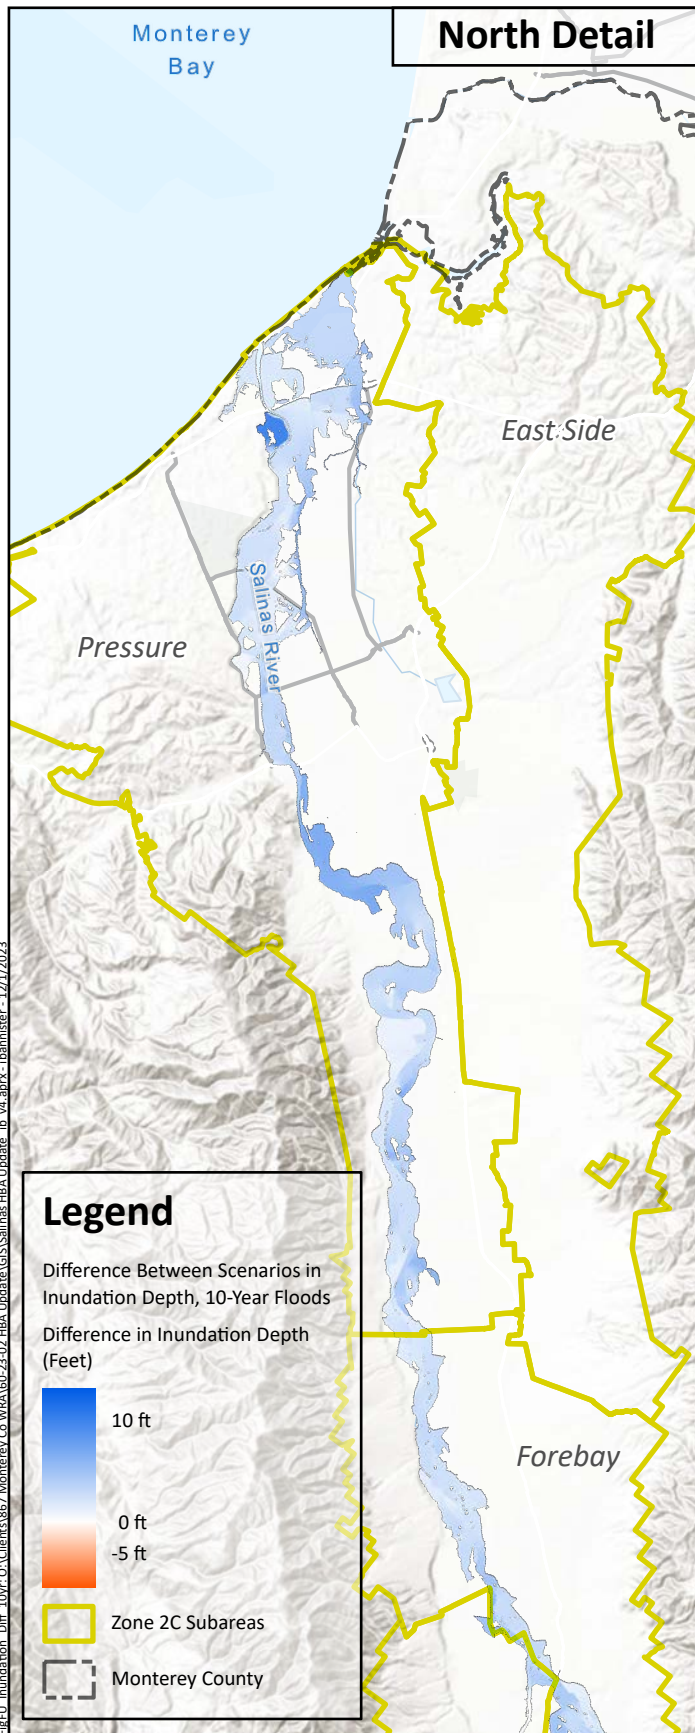 North Detail
Monterey
Bay
East Side
Salinas River
Pressure
Legend
Difference Between Scenarios in
Inundation Depth, 10-Year Floods
Difference in Inundation Depth
(Feet)
10 ft
0 ft
-5 ft
Zone 2C Subareas
Monterey County
Forebay